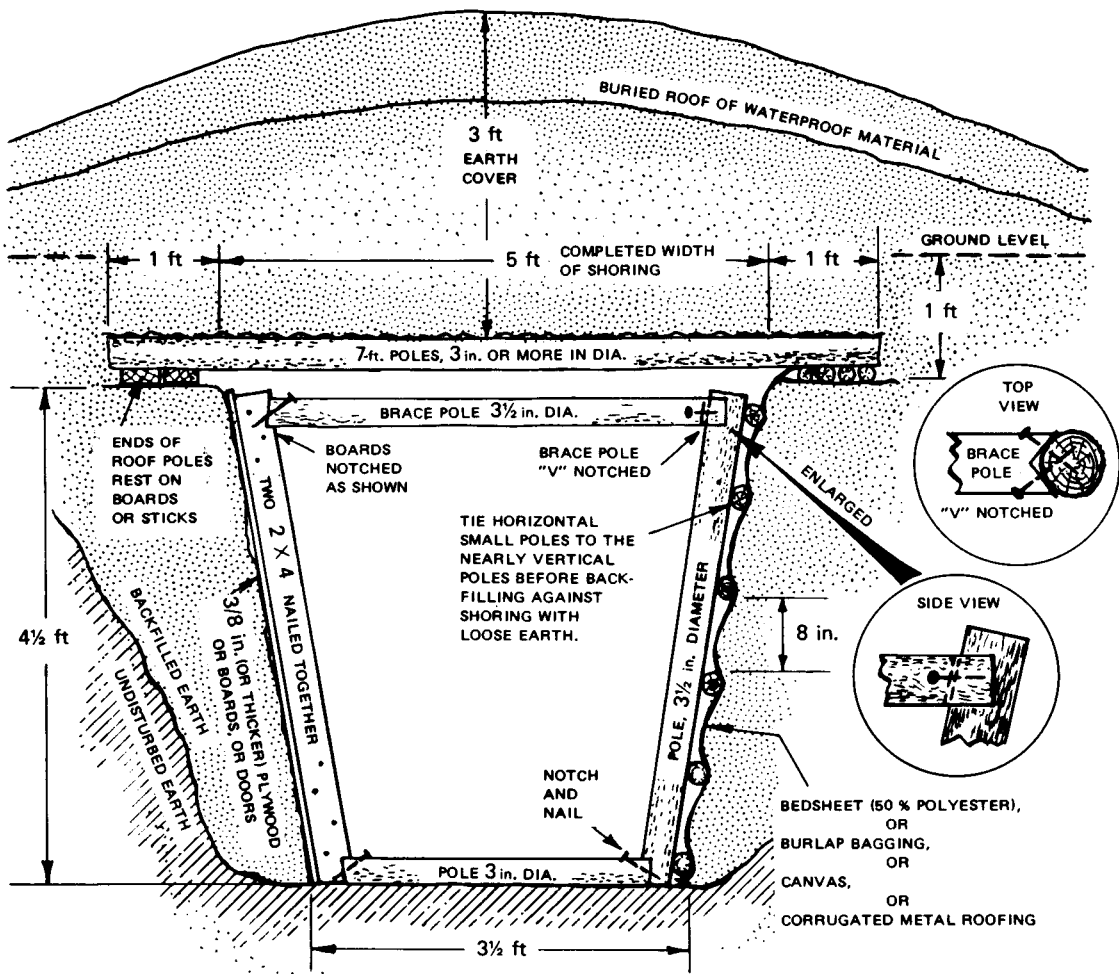 BURIED ROOF OF WATERPROOF MATERIAL
3 ft
EARTH
COVER
GROUND LEVEL
1 ft
5 ft
COMPLETED WIDTH
OF SHORING
1 ft
1 ft
7-ft. POLES, 3 in. OR MORE IN DIA.
TOP
VIEW
BRACE
POLE
"V" NOTCHED
BRACE POLE 3½ in. DIA.
ENDS OF
ROOF POLES
REST ON
BOARDS
OR STICKS
BOARDS
NOTCHED
AS SHOWN
BRACE POLE
"V" NOTCHED
ENLARGED
TWO 2 X 4 NAILED TOGETHER
TIE HORIZONTAL
SMALL POLES TO THE
NEARLY VERTICAL
POLES BEFORE BACK-
FILLING AGAINST
SHORING WITH
LOOSE EARTH.
POLE, 3½ in. DIAMETER
8 in.
SIDE VIEW
4½ ft
BACKFILLED EARTH
UNDISTURBED EARTH
3/8 in. (OR THICKER) PLYWOOD
OR BOARDS, OR DOORS
NOTCH
AND
NAIL
POLE 3 in. DIA.
BEDSHEET (50 % POLYESTER),
OR
BURLAP BAGGING,
OR
CANVAS,
OR
CORRUGATED METAL ROOFING
3½ ft